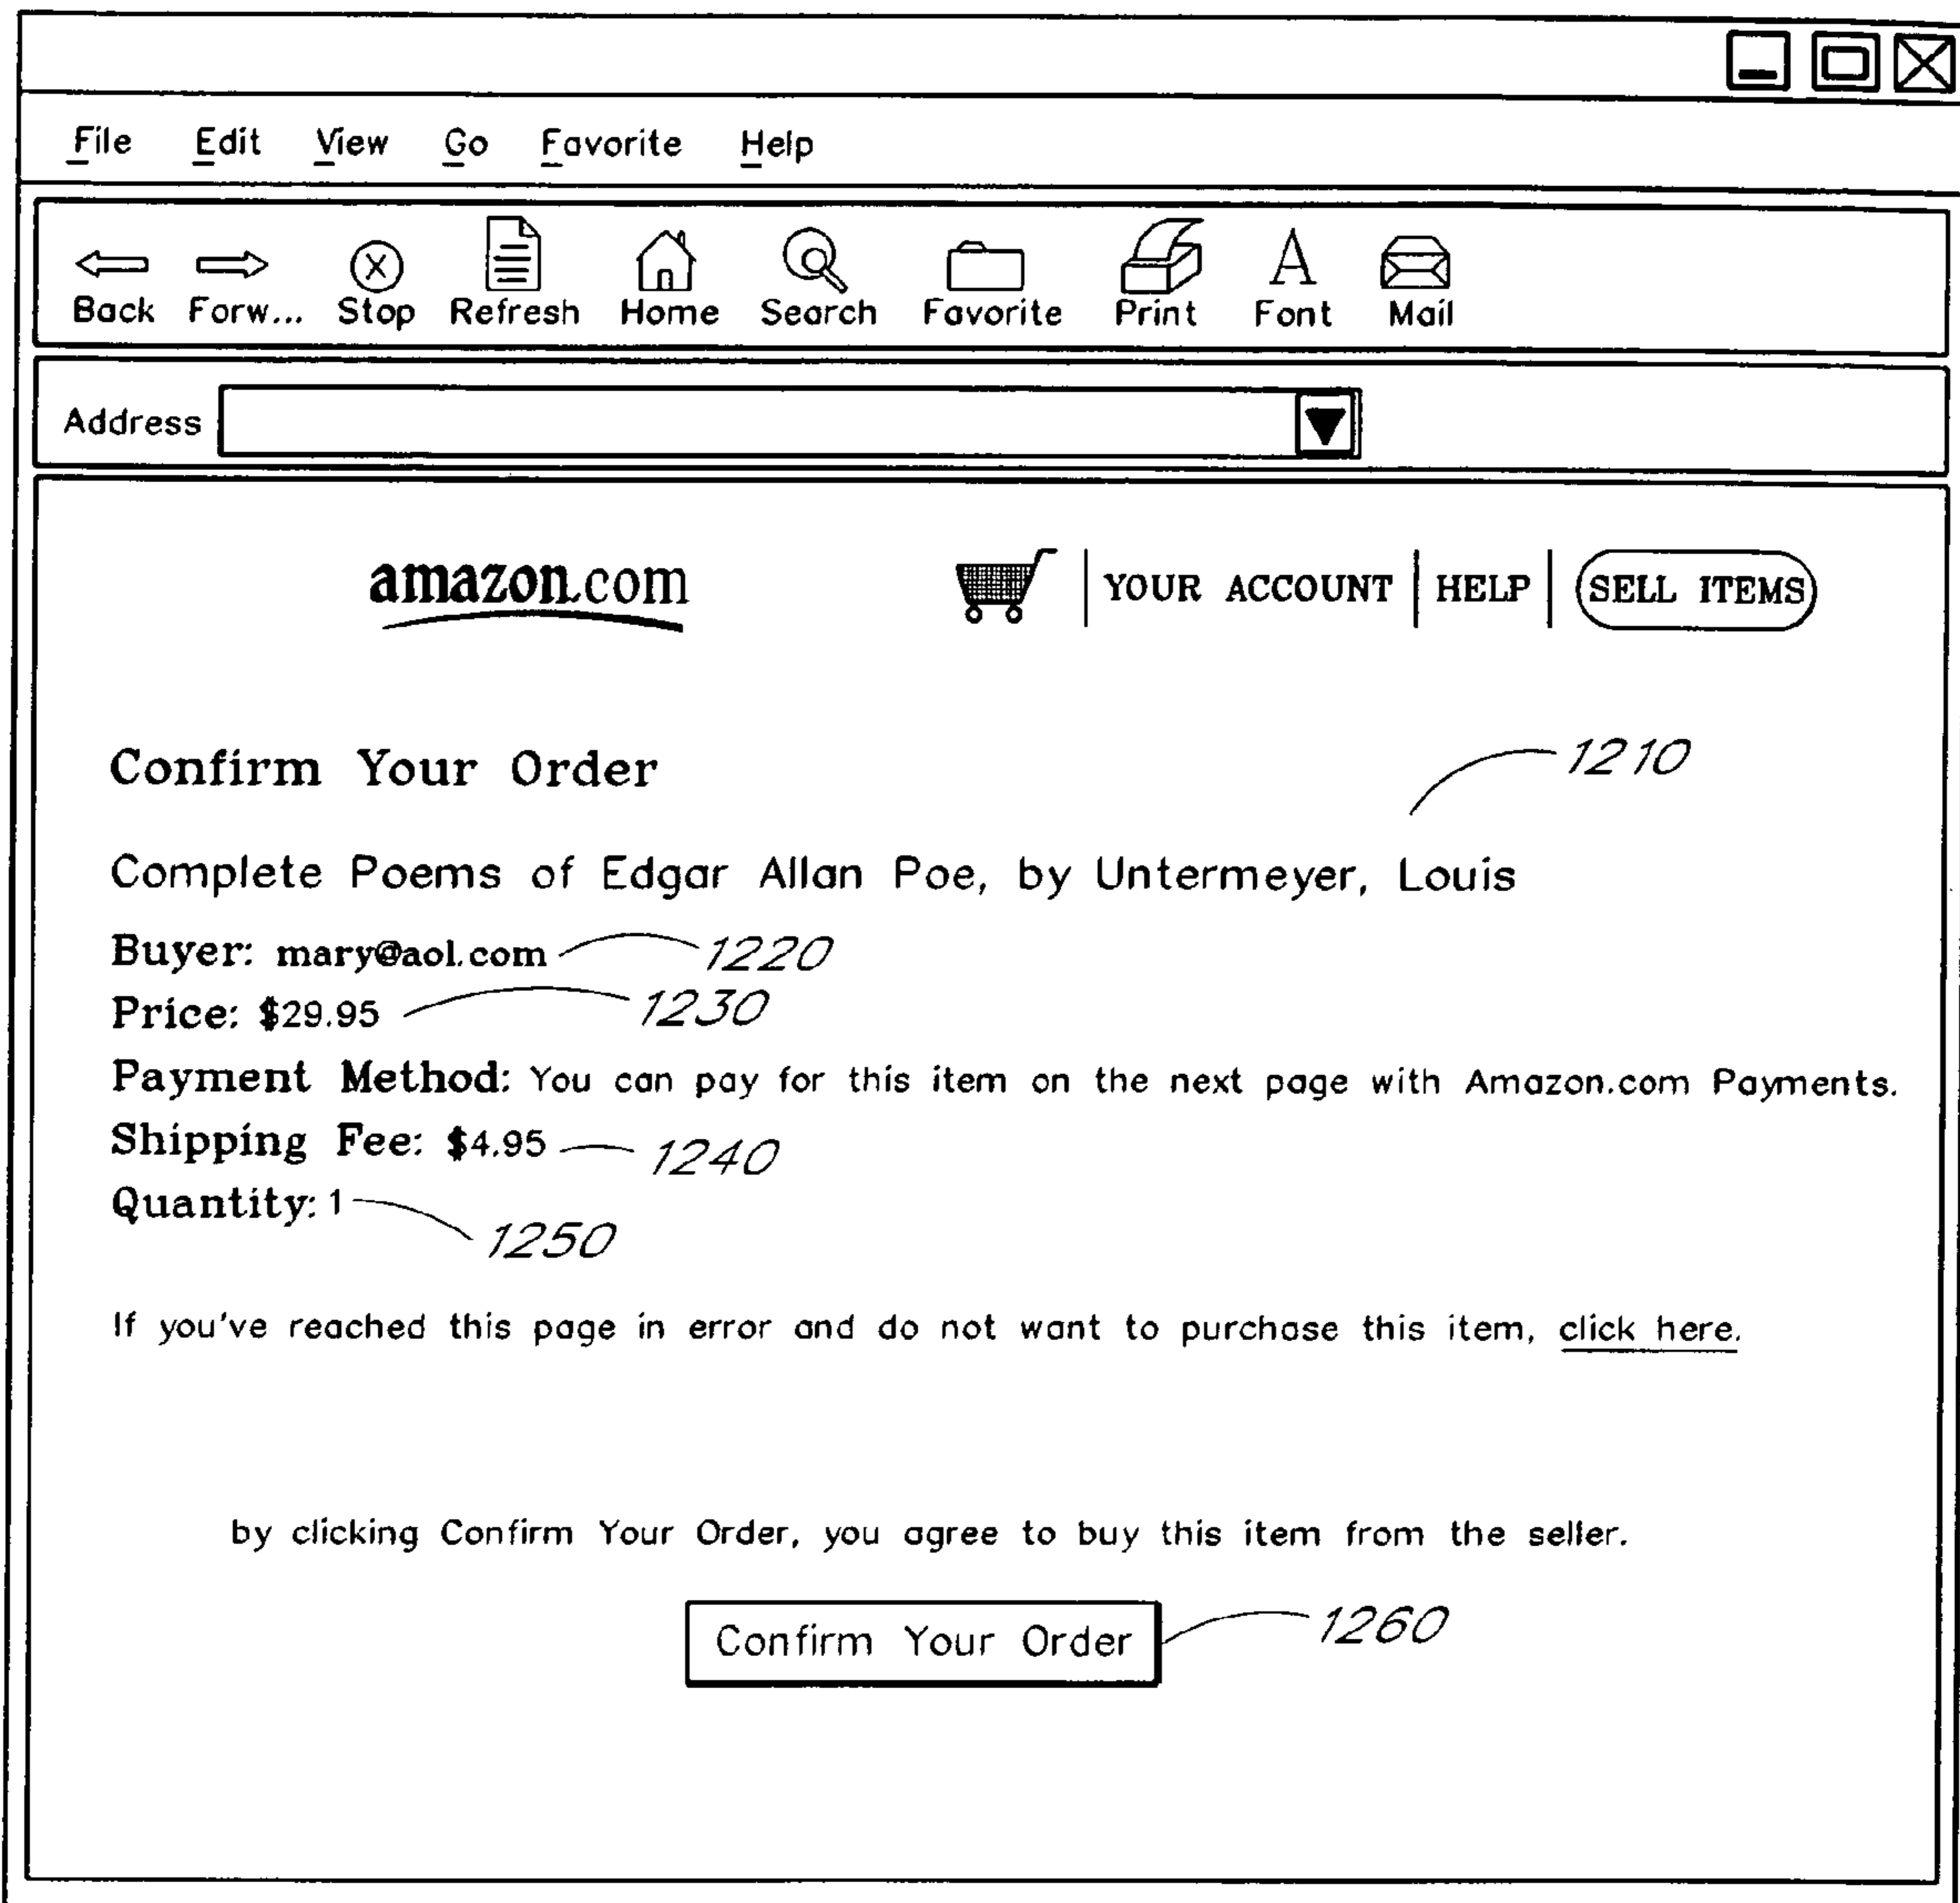 File Edit View Go Favorite Help
Back Forw... Stop Refresh Home Search Favorite Print Font Mail
Address
amazon.com YOUR ACCOUNT HELP SELL ITEMS
Confirm Your Order 1210
Complete Poems of Edgar Allan Poe, by Untermeyer, Louis
Buyer: mary@aol.com 1220
Price: $29.95 1230
Payment Method: You can pay for this item on the next page with Amazon.com Payments.
Shipping Fee: $4.95 1240
Quantity: 1 1250
If you've reached this page in error and do not want to purchase this item, click here.
by clicking Confirm Your Order, you agree to buy this item from the seller.
Confirm Your Order 1260